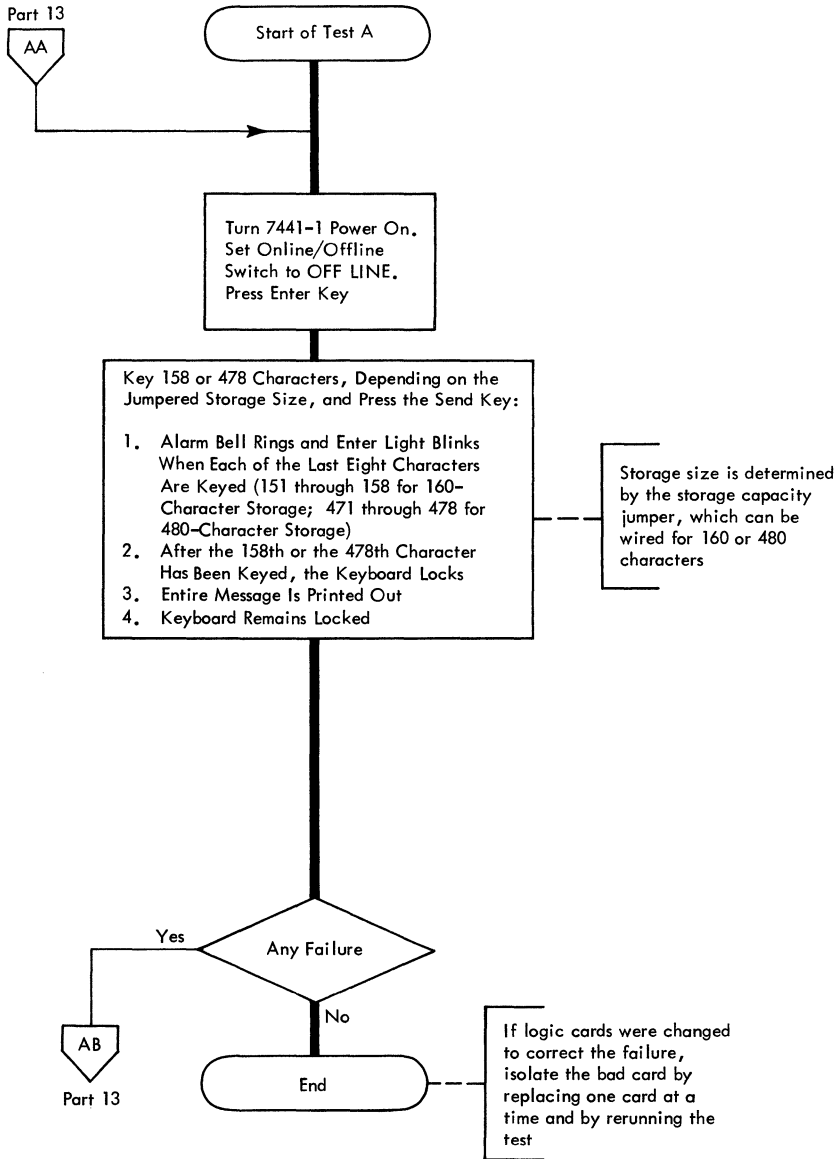 Part 13
AA
Start of Test A
Turn 7441-1 Power On.
Set Online/Offline
Switch to OFF LINE.
Press Enter Key
Key 158 or 478 Characters, Depending on the
Jumpered Storage Size, and Press the Send Key:
1. Alarm Bell Rings and Enter Light Blinks
When Each of the Last Eight Characters
Are Keyed (151 through 158 for 160-
Character Storage; 471 through 478 for
480-Character Storage)
2. After the 158th or the 478th Character
Has Been Keyed, the Keyboard Locks
3. Entire Message Is Printed Out
4. Keyboard Remains Locked
Storage size is determined
by the storage capacity
jumper, which can be
wired for 160 or 480
characters
Any Failure
Yes
AB
Part 13
No
End
If logic cards were changed
to correct the failure,
isolate the bad card by
replacing one card at a
time and by rerunning the
test